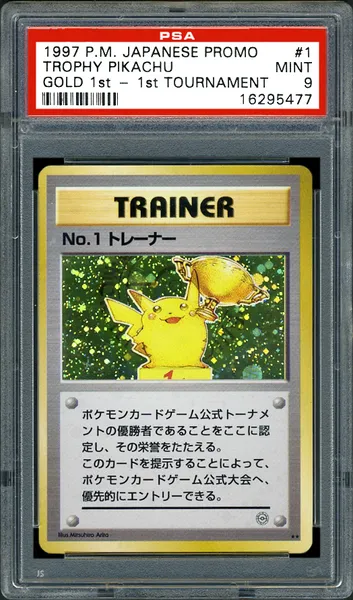 PSA
1997 P.M. JAPANESE PROMO #1
TROPHY PIKACHU MINT
GOLD 1st - 1st TOURNAMENT 9
16295477
TRAINER
No.1 トレーナー
1
ポケモンカードゲーム公式トーナメ
ントの優勝者であることをここに認
定し、その栄誉をたたえる。
このカードを提示することによって、
ポケモンカードゲーム公式大会へ、
優先的にエントリーできる。
Illus.Mitsuhiro Arita
JS